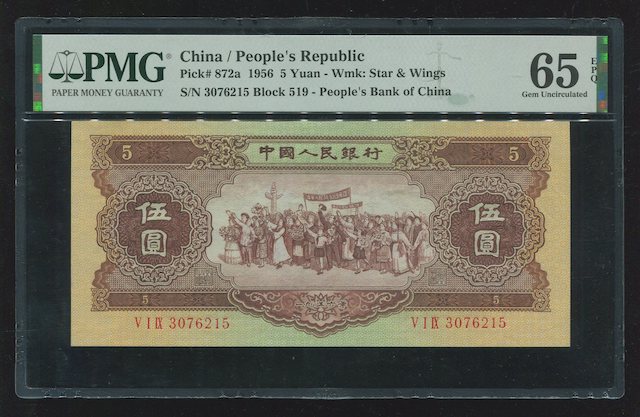 PMG
PAPER MONEY GUARANTY
China / People's Republic
Pick# 872a 1956 5 Yuan - Wmk: Star & Wings
S/N 3076215 Block 519 - People's Bank of China
65 EPQ
Gem Uncirculated
5 中國人民銀行 5
伍圓 伍圓
5 5
V I IX 3076215 V I IX 3076215